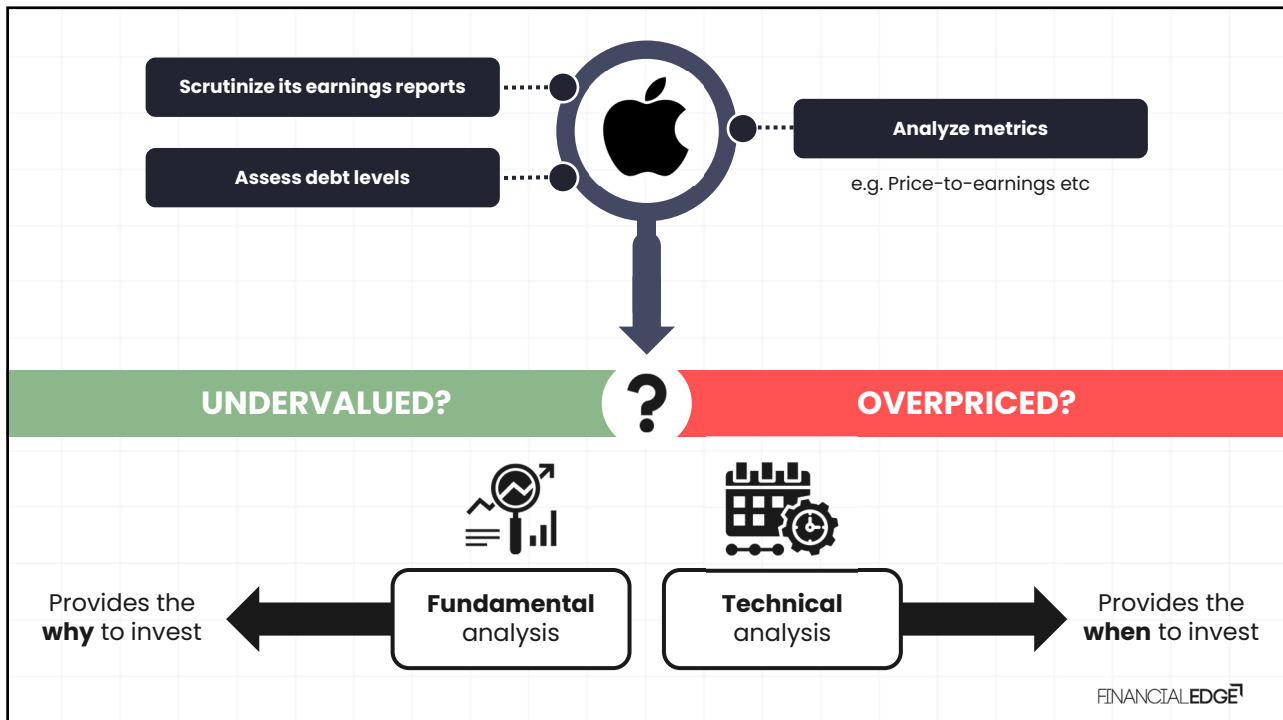 Scrutinize its earnings reports
Assess debt levels
Analyze metrics
e.g. Price-to-earnings etc
UNDERVALUED?
?
OVERPRICED?
Provides the
why to invest
Fundamental
analysis
Technical
analysis
Provides the
when to invest
FINANCIALEDGE